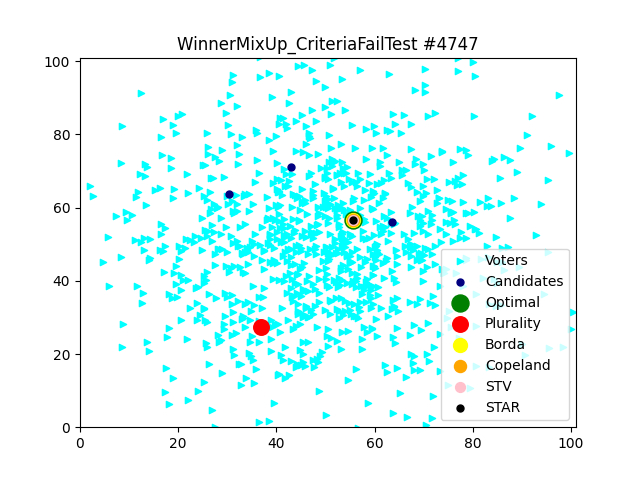 WinnerMixUp_CriteriaFailTest #4747
100
80
60
40
20
0
0
20
40
60
80
100
Voters
Candidates
Optimal
Plurality
Borda
Copeland
STV
STAR